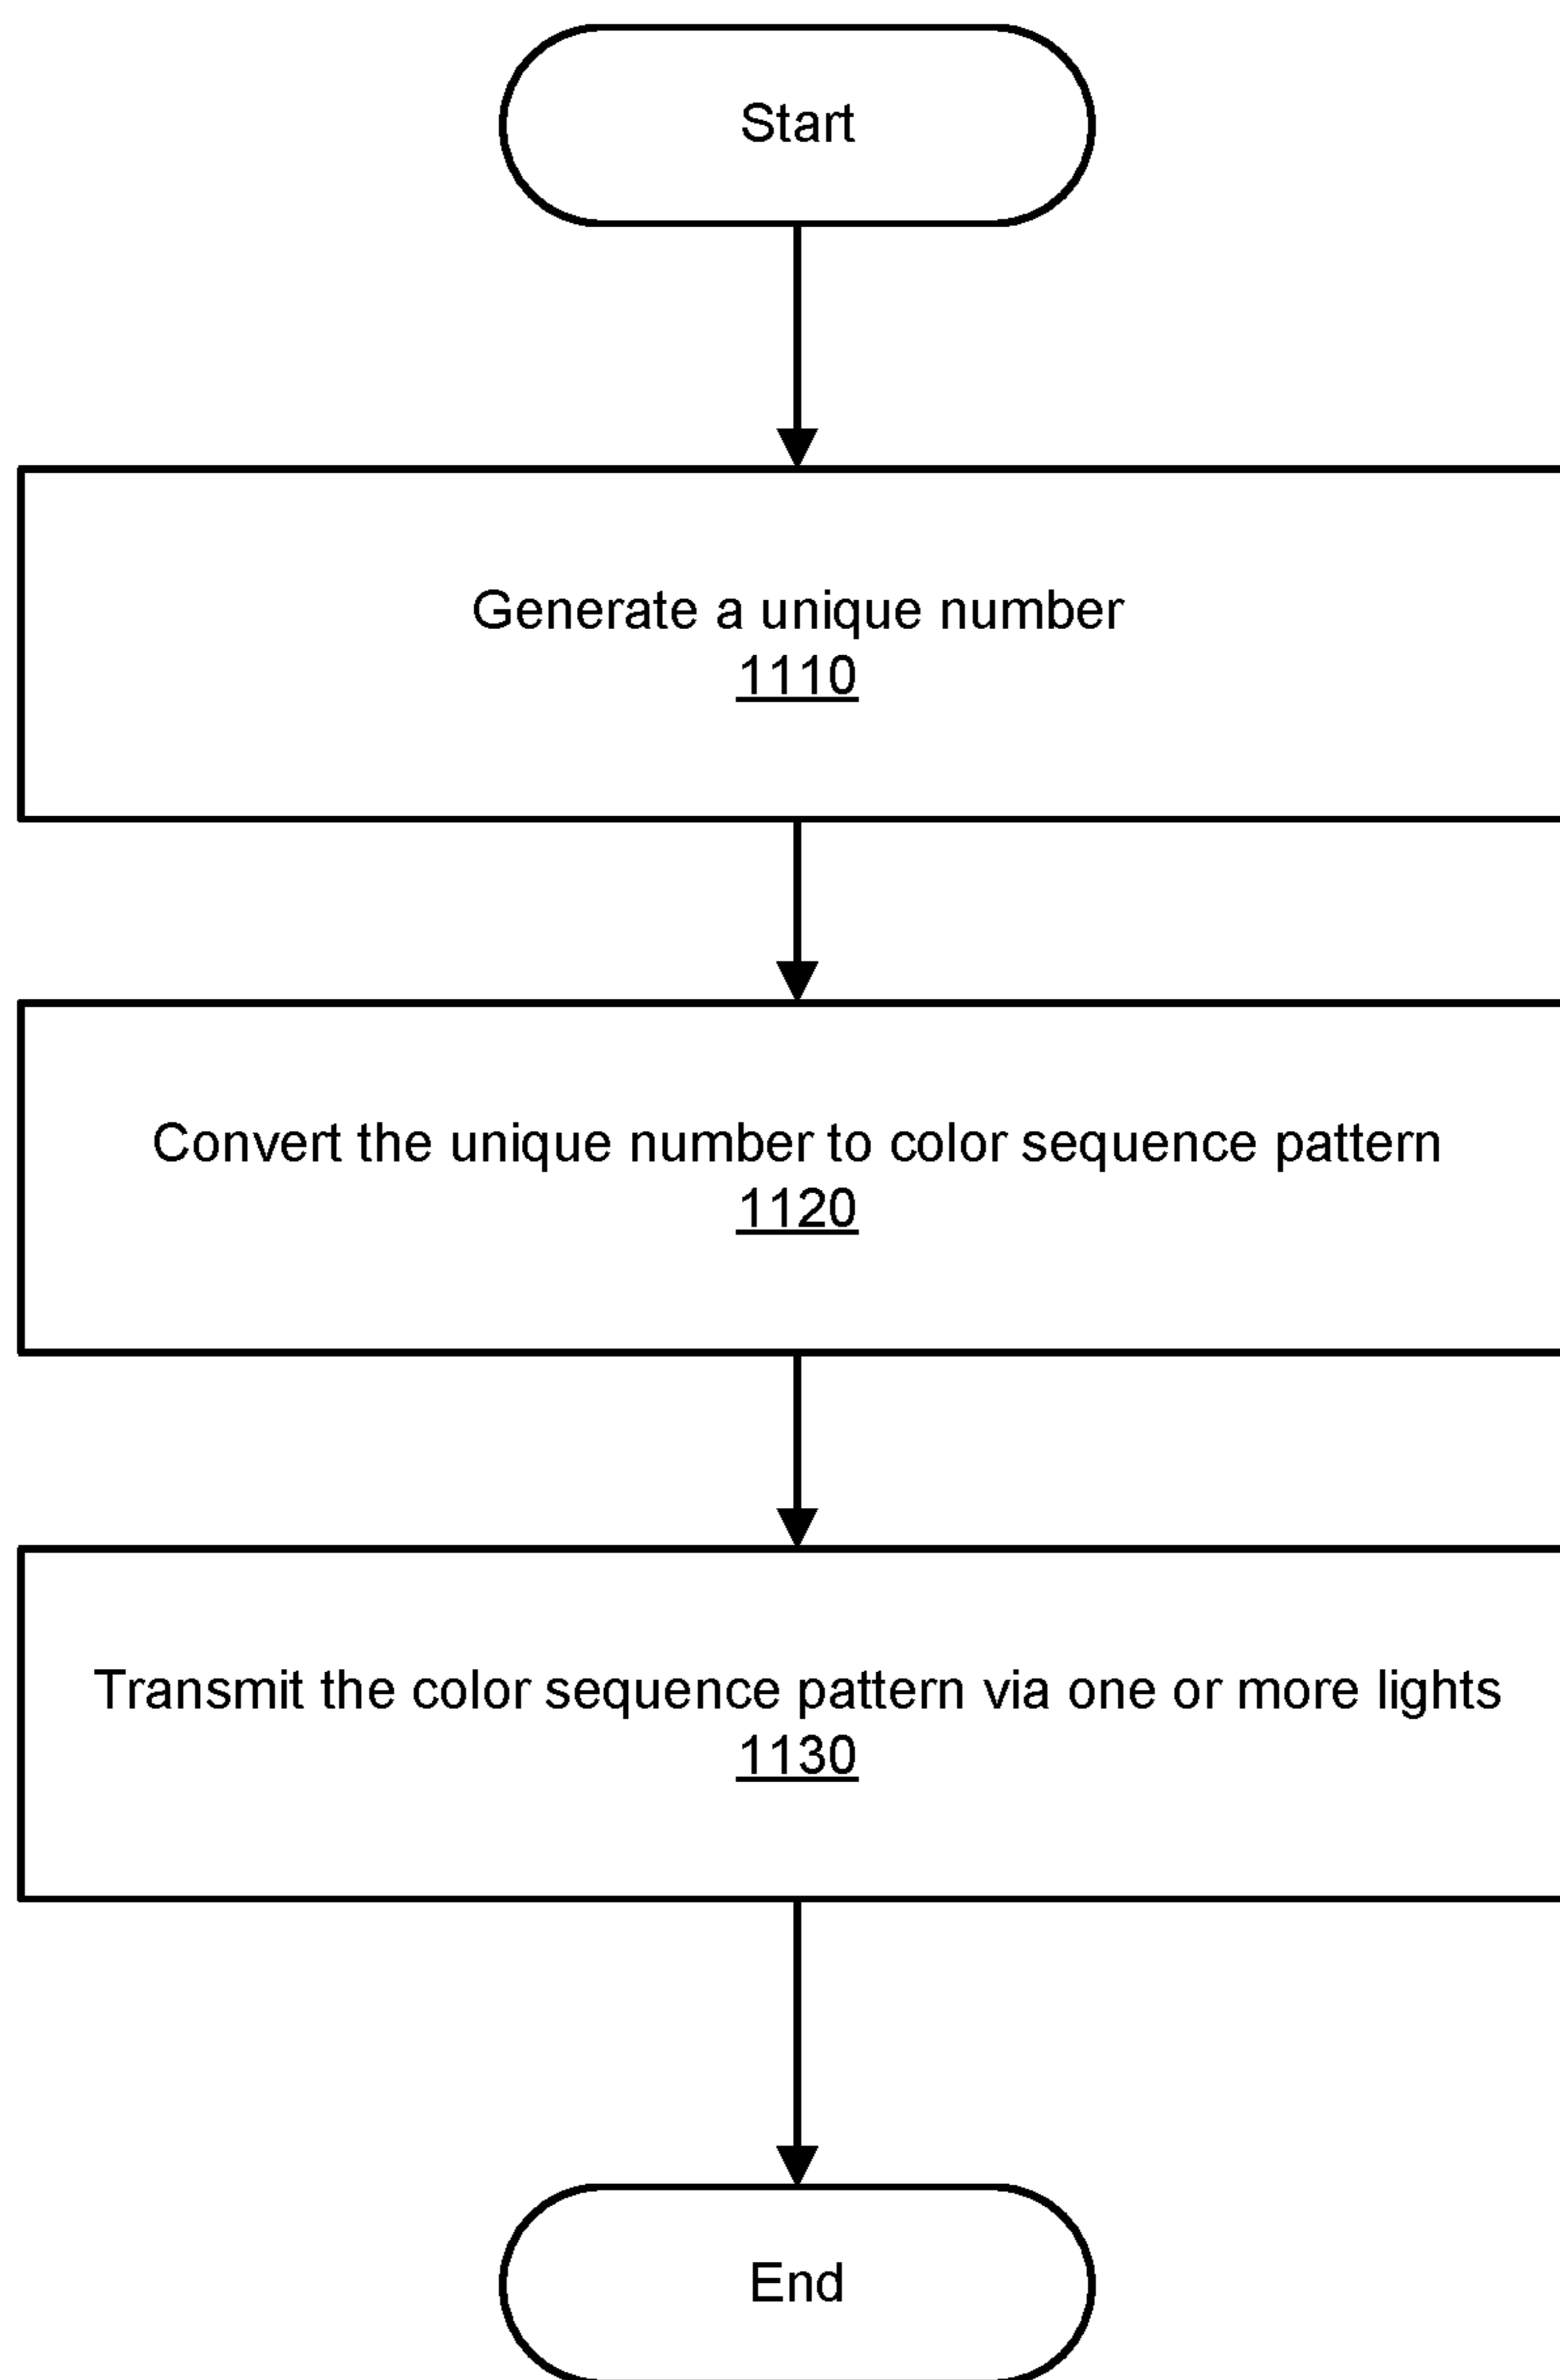 Start
Generate a unique number
1110
Convert the unique number to color sequence pattern
1120
Transmit the color sequence pattern via one or more lights
1130
End